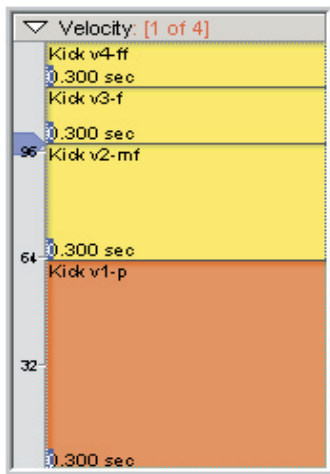 Velocity: [1 of 4]
Kick v4-ff
0.300 sec
Kick v3-f
0.300 sec
96
Kick v2-mf
0.300 sec
64
Kick v1-p
32
0.300 sec